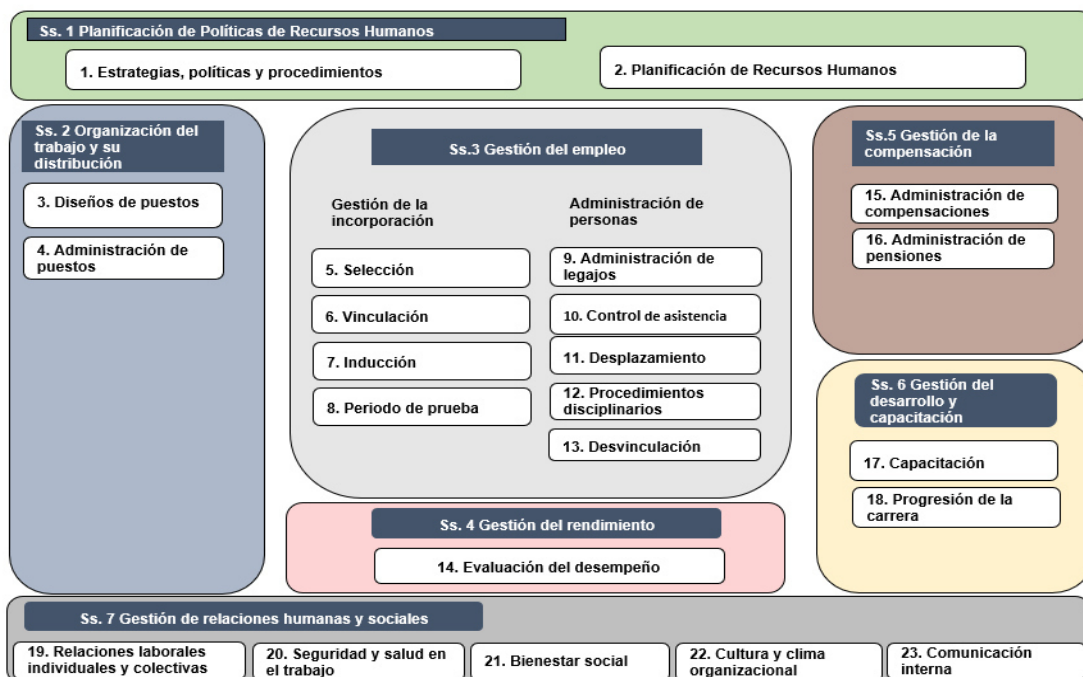 Ss. 1 Planificación de Políticas de Recursos Humanos
1. Estrategias, políticas y procedimientos
2. Planificación de Recursos Humanos
Ss. 2 Organización del
trabajo y su
distribución
3. Diseños de puestos
4. Administración de
puestos
Ss.3 Gestión del empleo
Gestión de la
incorporación
5. Selección
6. Vinculación
7. Inducción
8. Periodo de prueba
Administración de
personas
9. Administración de
legajos
10. Control de asistencia
11. Desplazamiento
12. Procedimientos
disciplinarios
13. Desvinculación
Ss. 4 Gestión del rendimiento
14. Evaluación del desempeño
Ss.5 Gestión de la
compensación
15. Administración de
compensaciones
16. Administración de
pensiones
Ss. 6 Gestión del
desarrollo y
capacitación
17. Capacitación
18. Progresión de la
carrera
Ss. 7 Gestión de relaciones humanas y sociales
19. Relaciones laborales
individuales y colectivas
20. Seguridad y salud en
el trabajo
21. Bienestar social
22. Cultura y clima
organizacional
23. Comunicación
interna